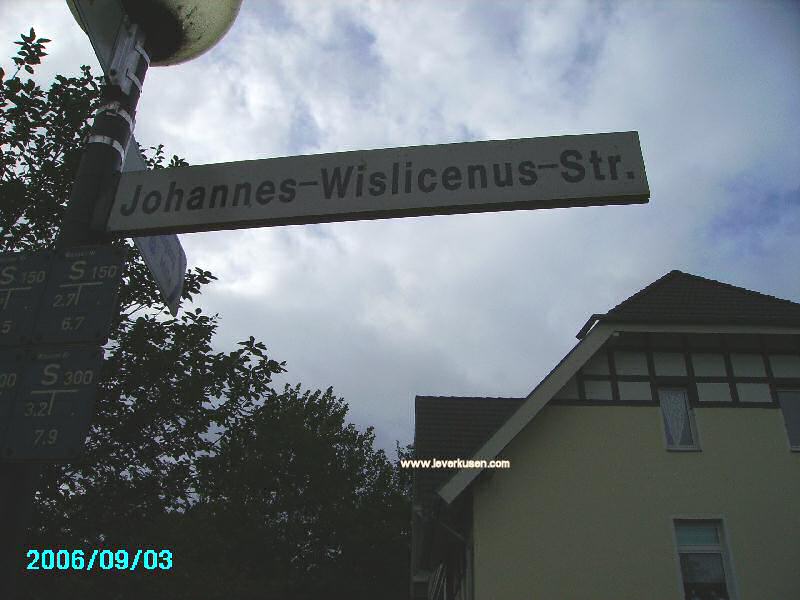 Johannes-Wislicenus-Str.
S 150
S 150
2.7
6.7
S 300
3.2
7.9
www.leverkusen.com
2006/09/03